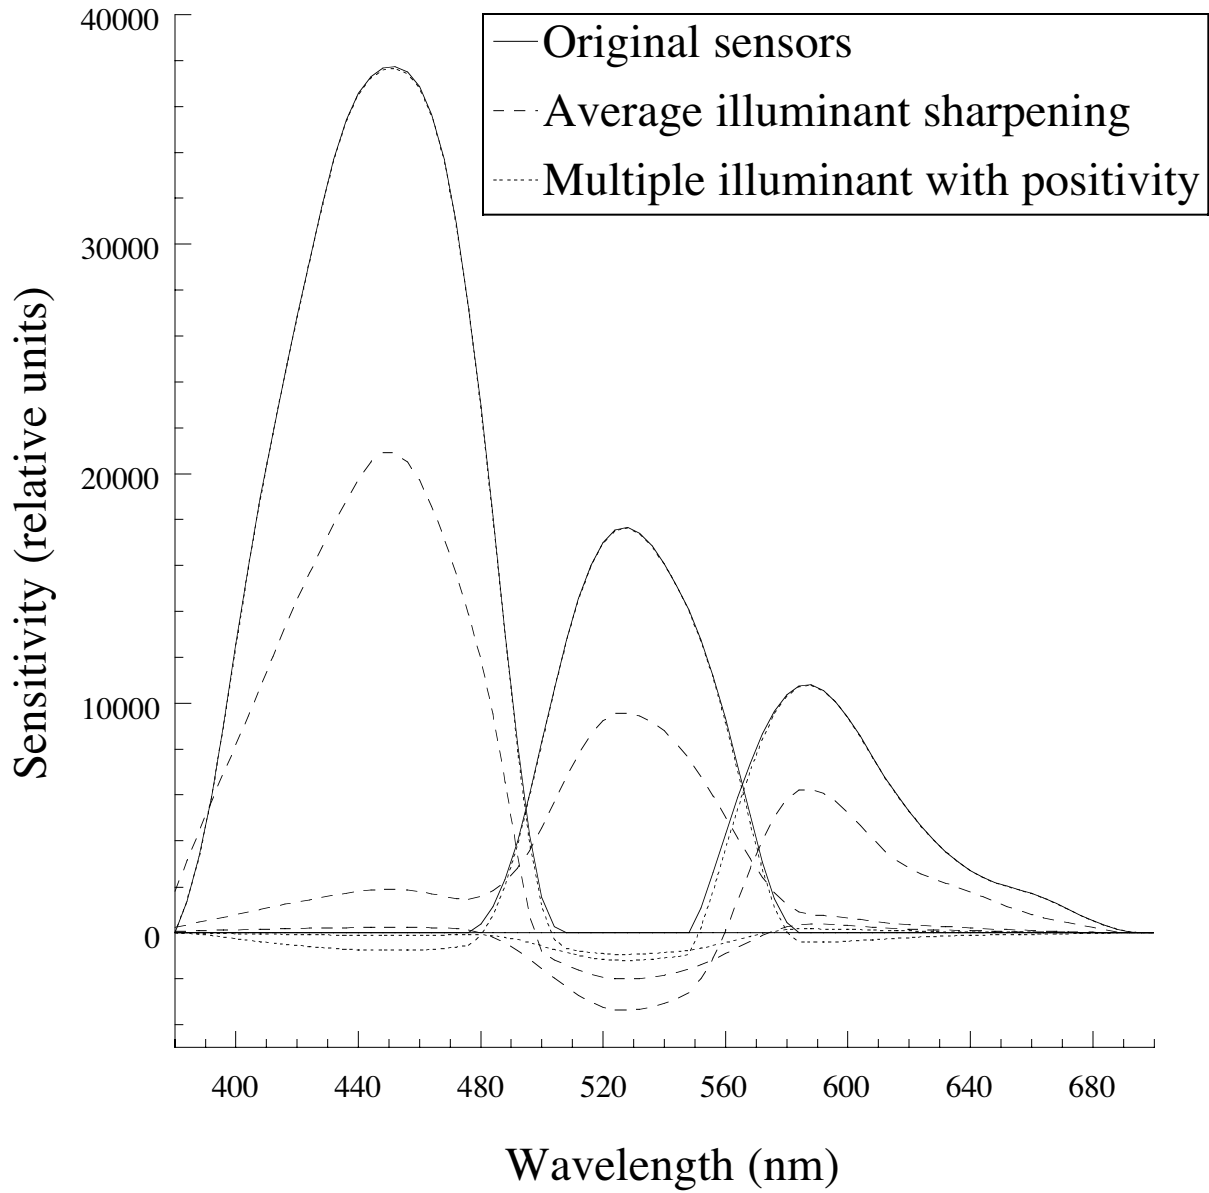 40000
30000
20000
10000
0
Sensitivity (relative units)
Original sensors
Average illuminant sharpening
Multiple illuminant with positivity
400 440 480 520 560 600 640 680
Wavelength (nm)